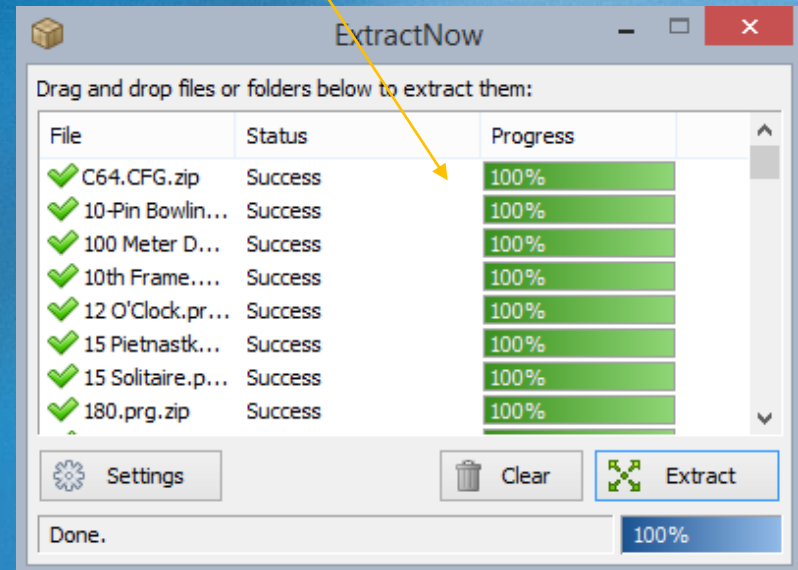 ExtractNow
Drag and drop files or folders below to extract them:
File Status Progress
C64.CFG.zip Success 100%
10-Pin Bowlin... Success 100%
100 Meter D... Success 100%
10th Frame.... Success 100%
12 O'Clock.pr... Success 100%
15 Pietnastk... Success 100%
15 Solitaire.p... Success 100%
180.prg.zip Success 100%
Settings Clear Extract
Done. 100%